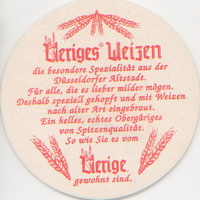 Ueriges Weizen
die besondere Spezialität aus der
Düsseldorfer Altstadt.
Für alle, die es lieber milder mögen.
Deshalb speziell gehopft und mit Weizen
nach alter Art eingebraut.
Ein helles, echtes Obergäriges
von Spitzenqualität.
So wie Sie es vom
Uerige
gewohnt sind.